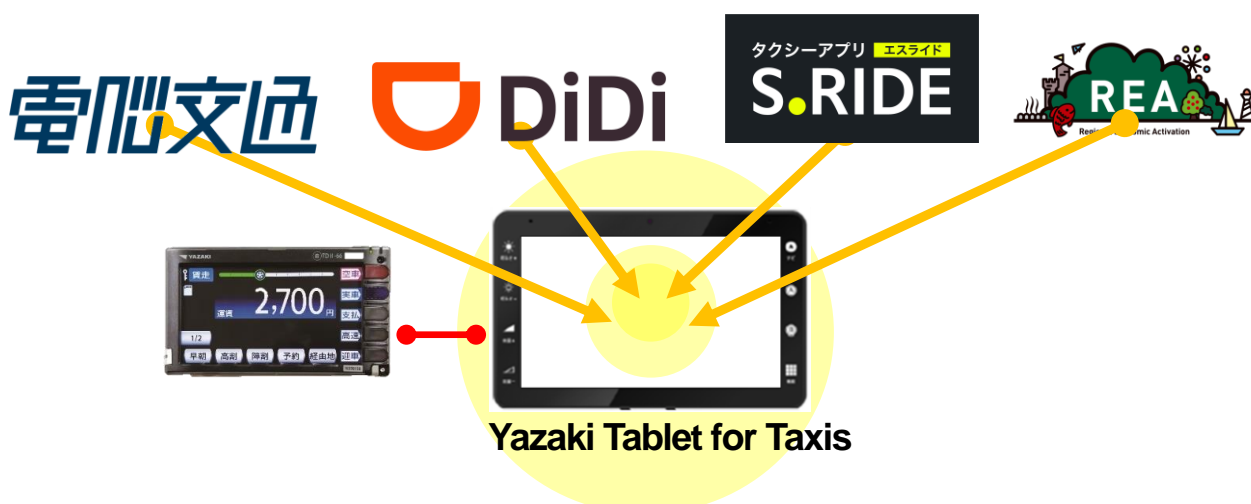 電脳交通
DiDi
タクシーアプリ エスライド
S.RIDE
REA
YAZAKI
賃走
空車
実車
運賃 2,700 円
支払
高速
1/2
早朝 高割 障割 予約 経由地 迎車
Yazaki Tablet for Taxis